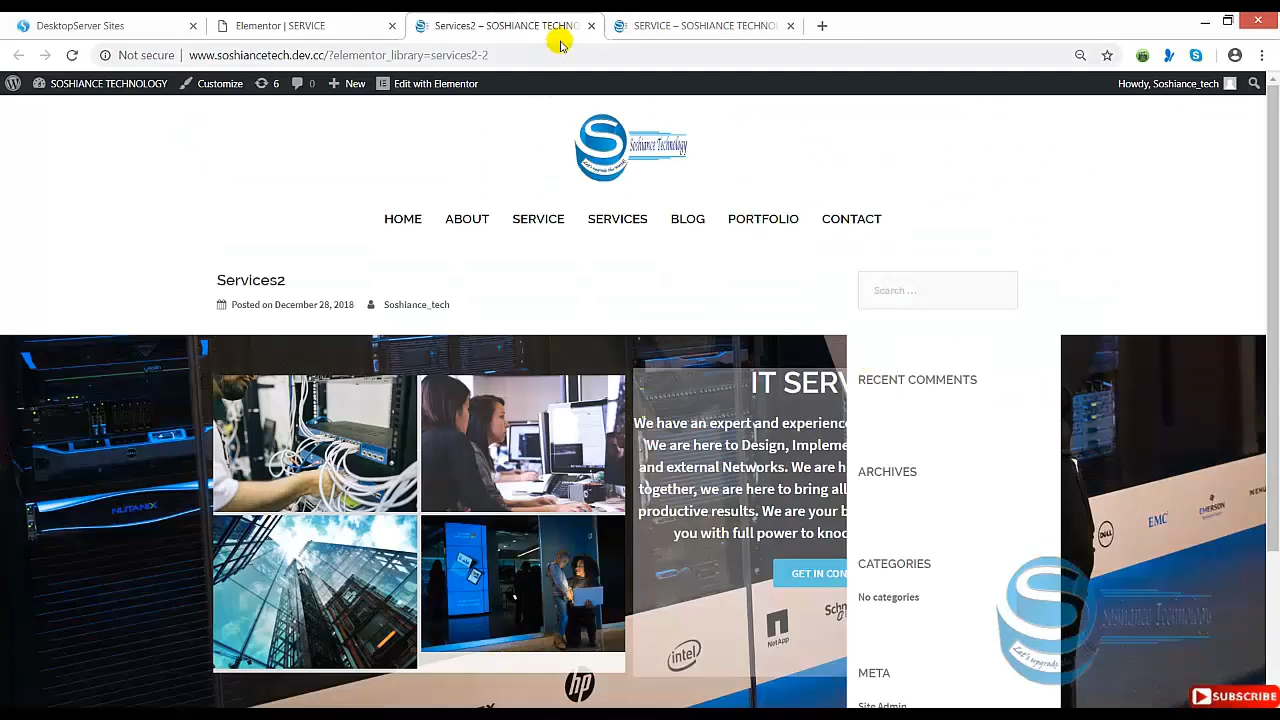 DesktopServer Sites
Elementor | SERVICE
Services2 – SOSHIANCE TECHNO
SERVICE – SOSHIANCE TECHNOL
Not secure
www.soshiancetech.dev.cc/?elementor_library=services2-2
SOSHIANCE TECHNOLOGY
Customize
6
0
New
Edit with Elementor
Howdy, Soshiance_tech
Soshiance Technology
HOME
ABOUT
SERVICE
SERVICES
BLOG
PORTFOLIO
CONTACT
Services2
Posted on December 28, 2018
Soshiance_tech
Search …
IT SERV
RECENT COMMENTS
We have an expert and experience
We are here to Design, Impleme
and external Networks. We are h
together, we are here to bring all
productive results. We are your b
you with full power to knoc
ARCHIVES
GET IN CON
CATEGORIES
No categories
META
Site Admin
NUTANIX
DELL
EMC
EMERSON
NetApp
intel
hp
Soshiance Technology
SUBSCRIBE